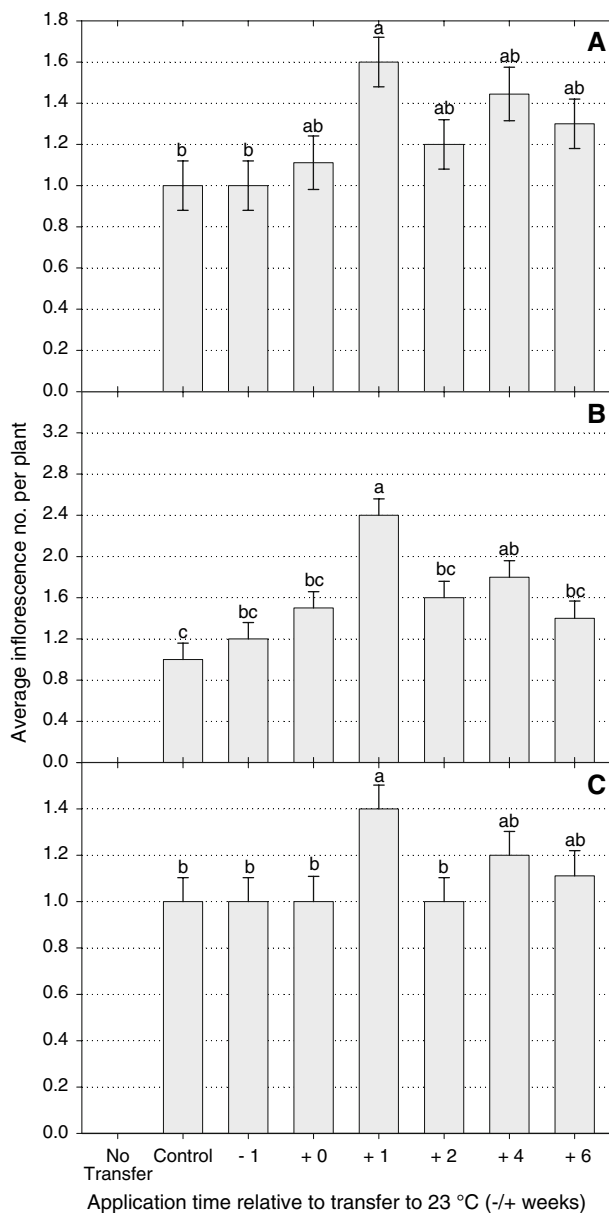 1.8
A
a
1.6
ab
ab
1.4
ab
ab
1.2
b
b
1.0
0.8
0.6
0.4
0.2
0.0
B
3.2
2.8
a
2.4
2.0
ab
bc
bc
bc
1.6
bc
1.2
c
0.8
0.4
0.0
Average inflorescence no. per plant
C
a
1.4
ab
ab
1.2
b
b
b
b
1.0
0.8
0.6
0.4
0.2
0.0
No Transfer
Control
- 1
+ 0
+ 1
+ 2
+ 4
+ 6
Application time relative to transfer to 23 °C (-/+ weeks)